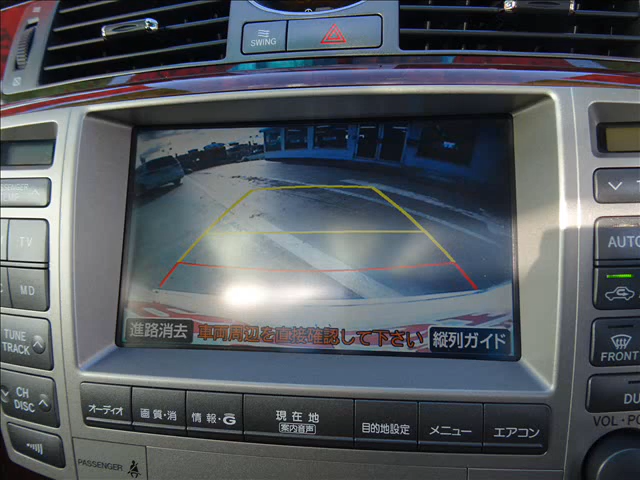 SWING
TV
MD
TUNE
TRACK
CH
DISC
進路消去
車両周辺を直接確認して下さい
縦列ガイド
オーディオ
画質・消
情報・G
現在地
案内音声
目的地設定
メニュー
エアコン
PASSENGER
AUTO
FRONT
DU
VOL・PO